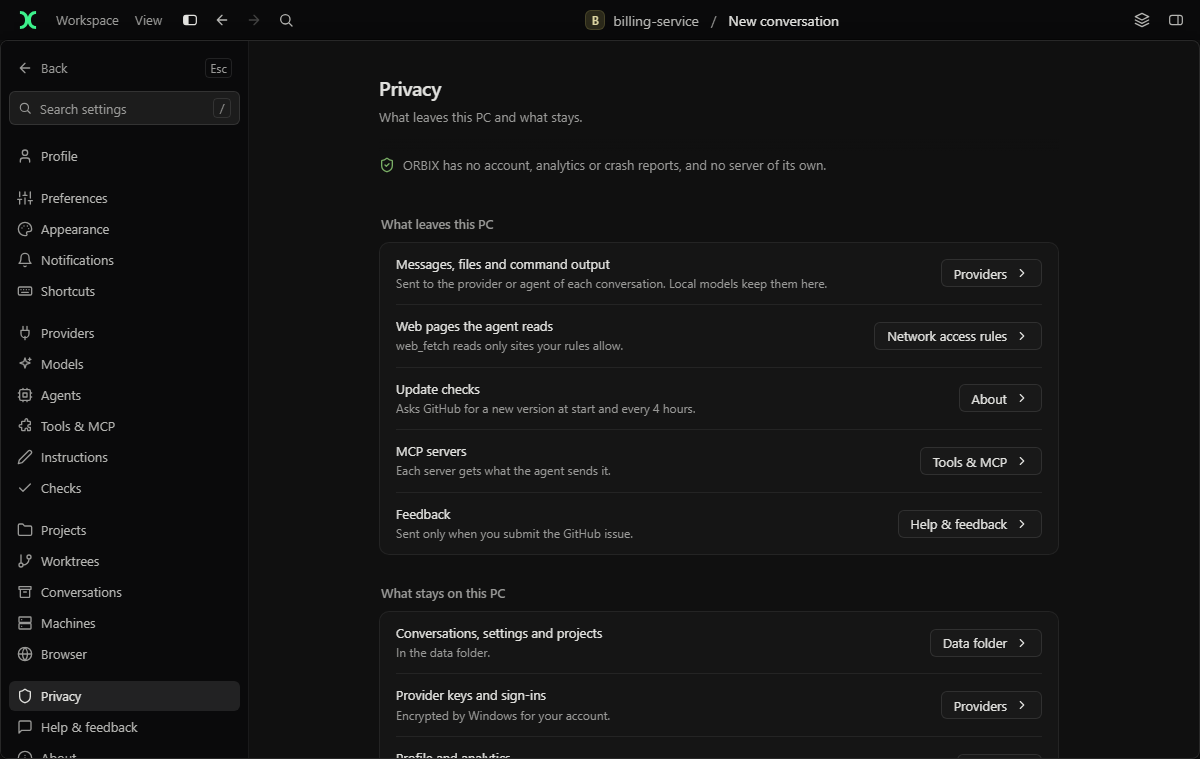 Workspace View
B billing-service / New conversation
Back Esc
Search settings /
Profile
Preferences
Appearance
Notifications
Shortcuts
Providers
Models
Agents
Tools & MCP
Instructions
Checks
Projects
Worktrees
Conversations
Machines
Browser
Privacy
Help & feedback
About
Privacy
What leaves this PC and what stays.
ORBIX has no account, analytics or crash reports, and no server of its own.
What leaves this PC
Messages, files and command output
Sent to the provider or agent of each conversation. Local models keep them here.
Providers
Web pages the agent reads
web_fetch reads only sites your rules allow.
Network access rules
Update checks
Asks GitHub for a new version at start and every 4 hours.
About
MCP servers
Each server gets what the agent sends it.
Tools & MCP
Feedback
Sent only when you submit the GitHub issue.
Help & feedback
What stays on this PC
Conversations, settings and projects
In the data folder.
Data folder
Provider keys and sign-ins
Encrypted by Windows for your account.
Providers
Profile and analytics